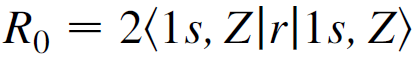 R₀ = 2⟨1s, Z|r|1s, Z⟩